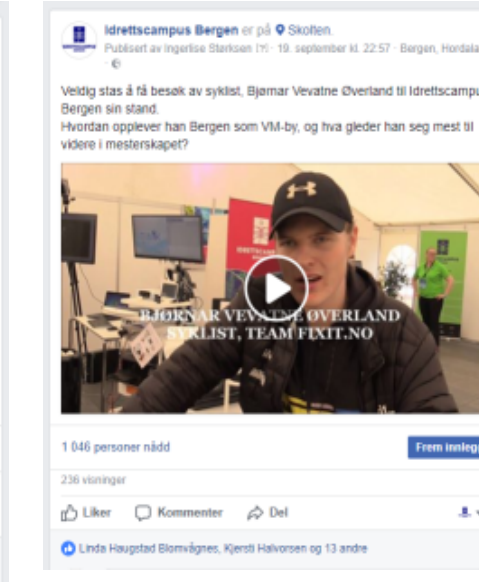 Idrettscampus Bergen er på Skolten.
Publisert av Ingerlise Størksen [?] · 19. september kl. 22:57 · Bergen, Hordala
Veldig stas å få besøk av syklist, Bjørnar Vevatne Øverland til Idrettscampu
Bergen sin stand.
Hvordan opplever han Bergen som VM-by, og hva gleder han seg mest til
videre i mesterskapet?
BJØRNAR VEVATNE ØVERLAND
SYKLIST, TEAM FIXIT.NO
1 046 personer nådd
Frem innlegg
236 visninger
Liker Kommenter Del
Linda Haugstad Blomvågnes, Kjersti Halvorsen og 13 andre